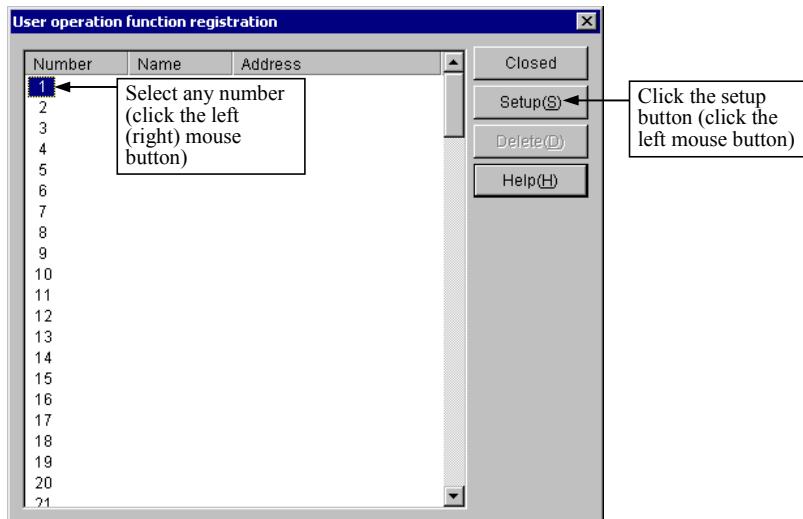 User operation function registration
Number Name Address
Closed
Setup(S)
Delete(D)
Help(H)
1
2
3
4
5
6
7
8
9
10
11
12
13
14
15
16
17
18
19
20
21
Select any number
(click the left
(right) mouse
button)
Click the setup
button (click the
left mouse button)